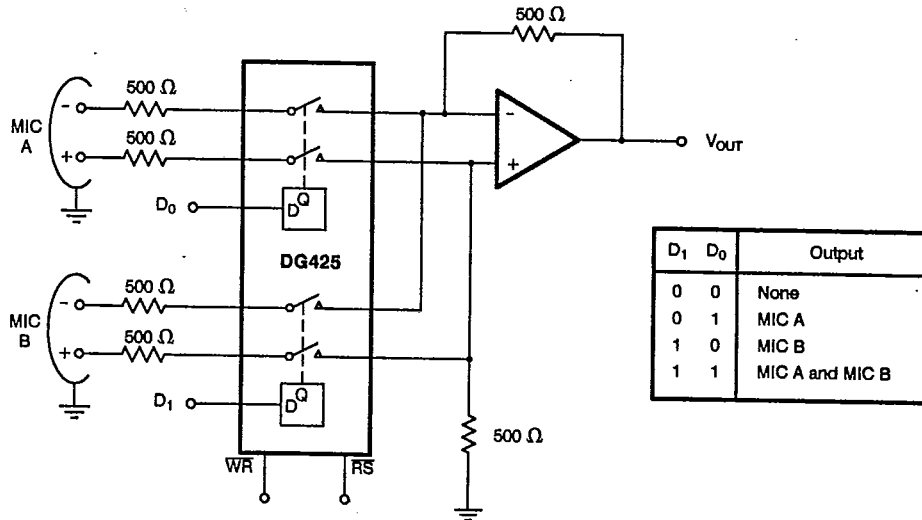 500 Ω
500 Ω
-
MIC
A
500 Ω
+
-
+
VOUT
D0
D Q
DG425
500 Ω
-
MIC
B
500 Ω
+
D1
D Q
500 Ω
WR
RS
D1 D0 Output
0 0 None
0 1 MIC A
1 0 MIC B
1 1 MIC A and MIC B